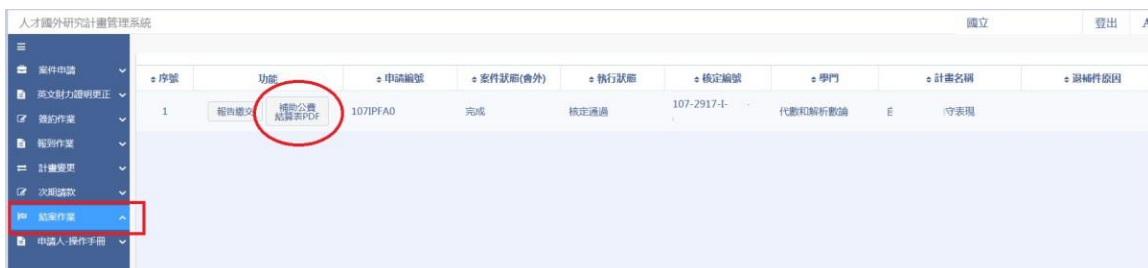 人才國外研究計畫管理系統 國立 登出 A
案件申請
英文財力證明更正
簽約作業
報到作業
計畫變更
次期請款
結案作業
申請人-操作手冊
序號 功能 申請編號 案件狀態(會外) 執行狀態 核定編號 學門 計畫名稱 退補件原因
1 報告繳交 補助公費結算表PDF 107IPFA0 完成 核定通過 107-2917-I- 代數和解析數論 守表現